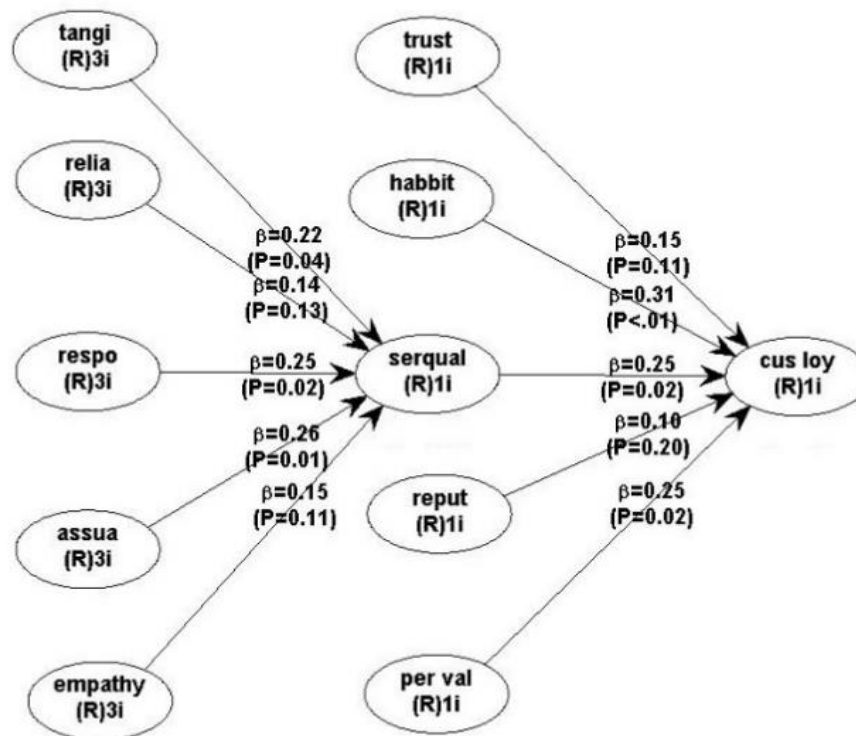 tangi
(R)3i
trust
(R)1i
relia
(R)3i
habbit
(R)1i
β=0.22
(P=0.04)
β=0.14
(P=0.13)
β=0.15
(P=0.11)
β=0.31
(P<.01)
respo
(R)3i
β=0.25
(P=0.02)
serqual
(R)1i
β=0.25
(P=0.02)
cus loy
(R)1i
β=0.26
(P=0.01)
β=0.10
(P=0.20)
β=0.15
(P=0.11)
reput
(R)1i
β=0.25
(P=0.02)
assua
(R)3i
empathy
(R)3i
per val
(R)1i